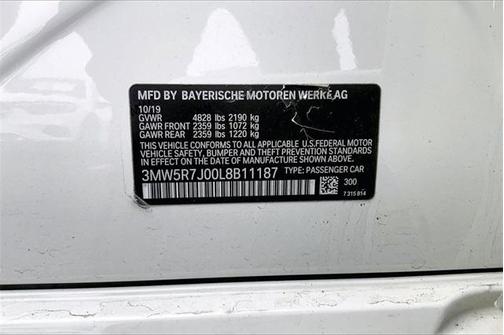 MFD BY BAYERISCHE MOTOREN WERKE AG
10/19
GVWR 4828 lbs 2190 kg
GAWR FRONT 2359 lbs 1072 kg
GAWR REAR 2359 lbs 1220 kg
THIS VEHICLE CONFORMS TO ALL APPLICABLE U.S. FEDERAL MOTOR
VEHICLE SAFETY, BUMPER AND THEFT PREVENTION STANDARDS
IN EFFECT ON THE DATE OF MANUFACTURE SHOWN ABOVE.
3MW5R7J00L8B11187 TYPE: PASSENGER CAR
300
7 315 814